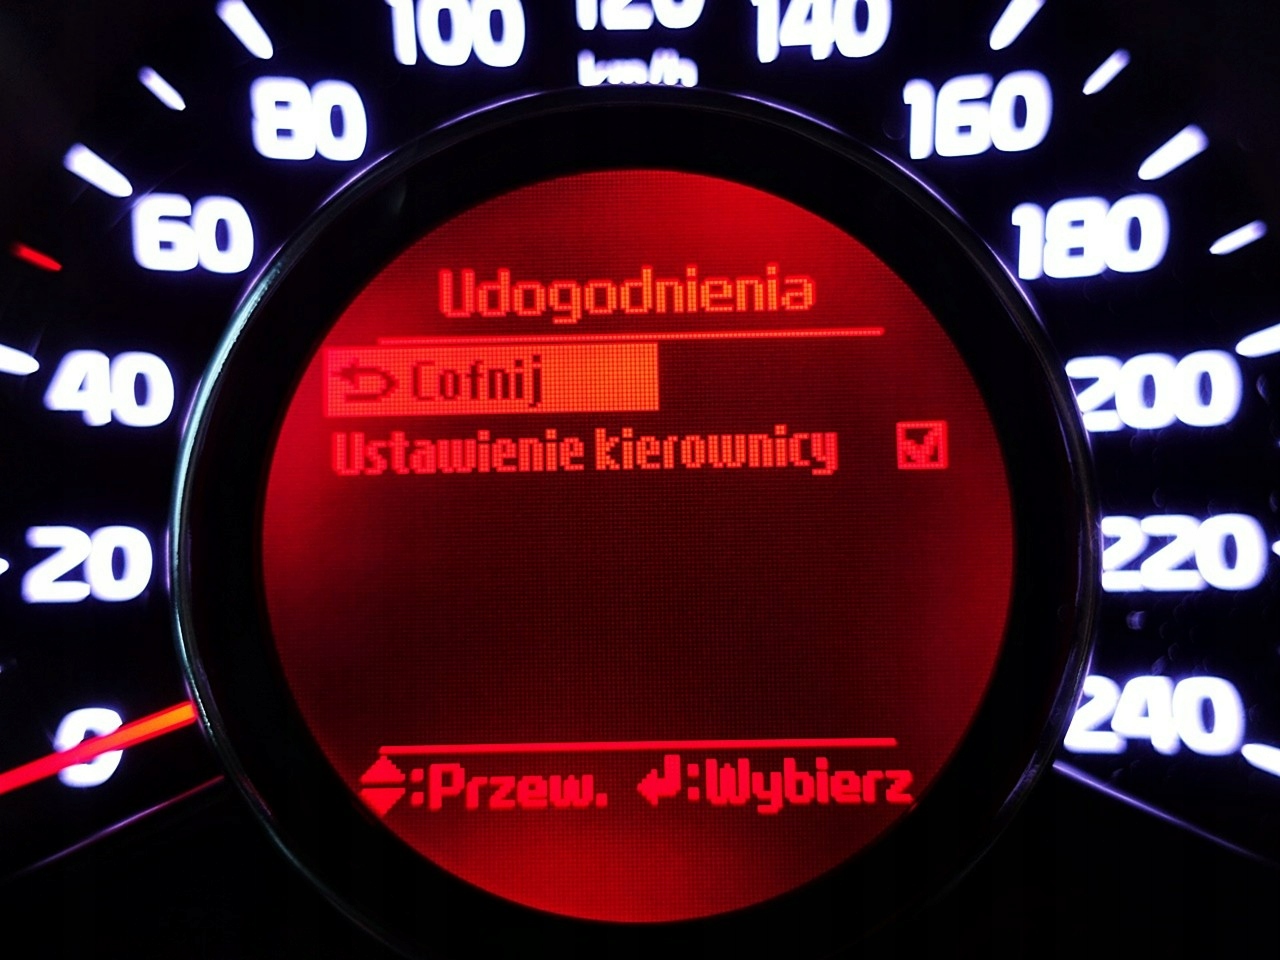 100 120 140
km/h
80 160
60 180
Udogodnienia
40 Cofnij 200
Ustawienie kierownicy
20 220
0 240
:Przew. :Wybierz